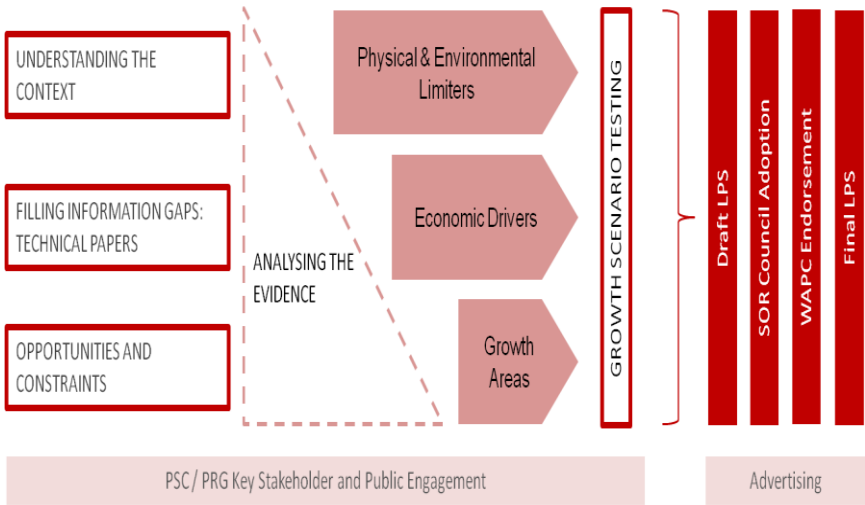 UNDERSTANDING THE
CONTEXT
FILLING INFORMATION GAPS:
TECHNICAL PAPERS
OPPORTUNITIES AND
CONSTRAINTS
ANALYSING THE
EVIDENCE
Physical & Environmental
Limiters
Economic Drivers
Growth
Areas
GROWTH SCENARIO TESTING
Draft LPS
SOR Council Adoption
WAPC Endorsement
Final LPS
PSC/ PRG Key Stakeholder and Public Engagement
Advertising